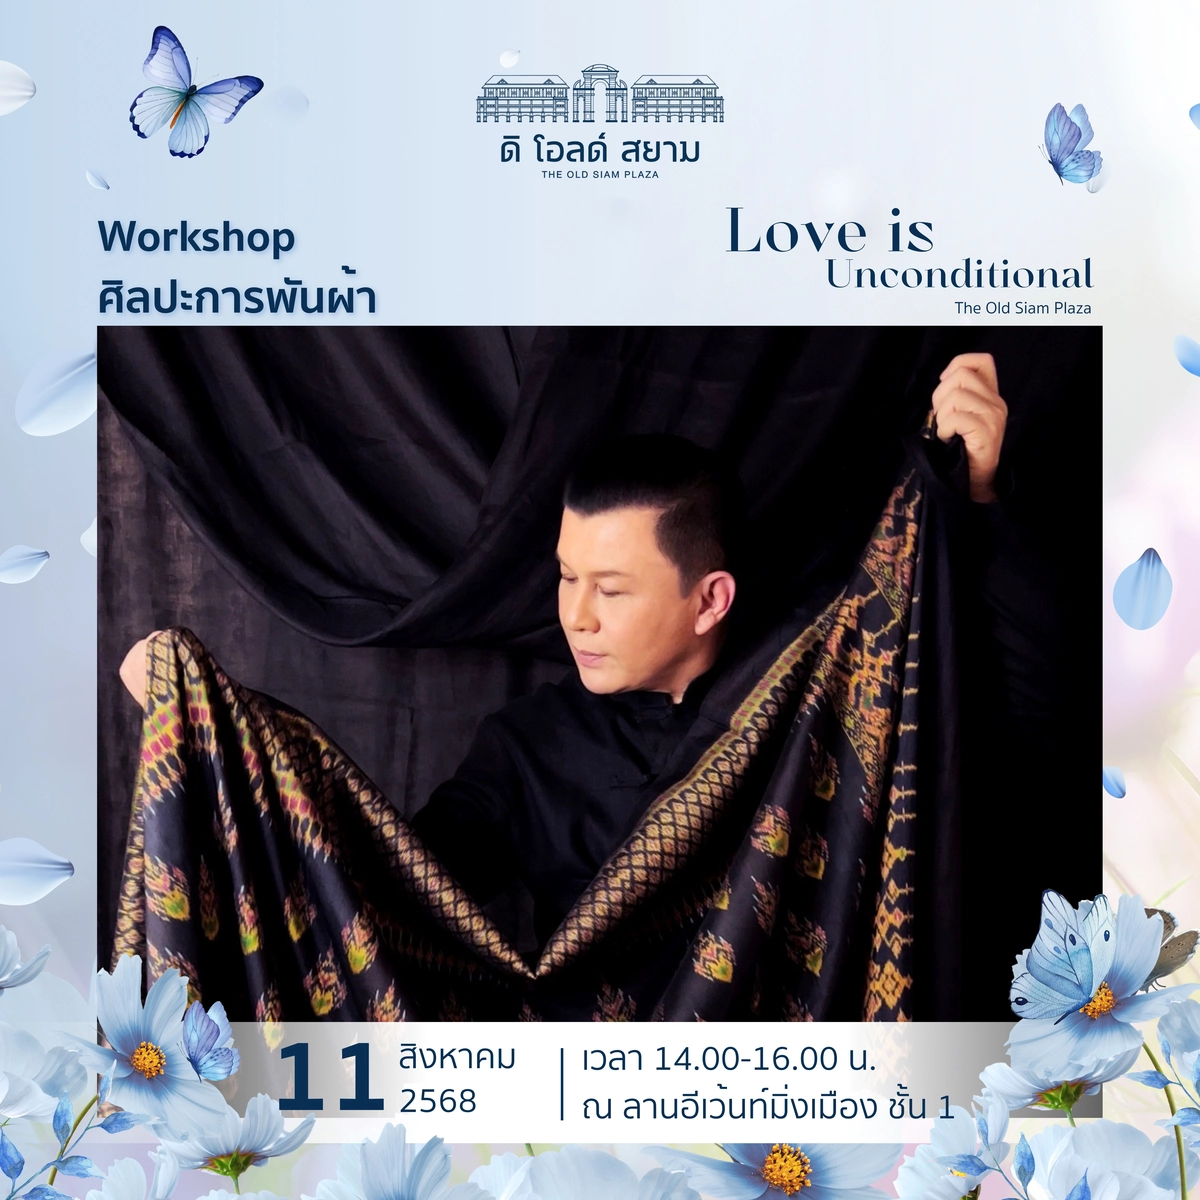 ดิ โอลด์ สยาม
THE OLD SIAM PLAZA
Workshop
ศิลปะการพันผ้า
Love is
Unconditional
The Old Siam Plaza
11 สิงหาคม
2568
เวลา 14.00-16.00 น.
ณ ลานอีเว้นท์มิ่งเมือง ชั้น 1